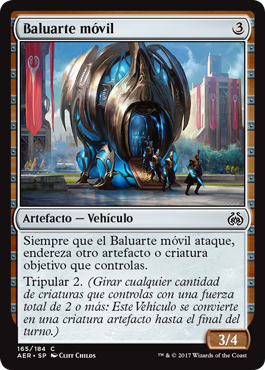 Baluarte móvil 3
Artefacto — Vehículo
Siempre que el Baluarte móvil ataque,
endereza otro artefacto o criatura
objetivo que controlas.
Tripular 2. (Girar cualquier cantidad
de criaturas que controlas con una fuerza
total de 2 o más: Este Vehículo se convierte
en una criatura artefacto hasta el final del
turno.)
3/4
165/184 C
AER • SP Cliff Childs
™ & © 2017 Wizards of the Coast